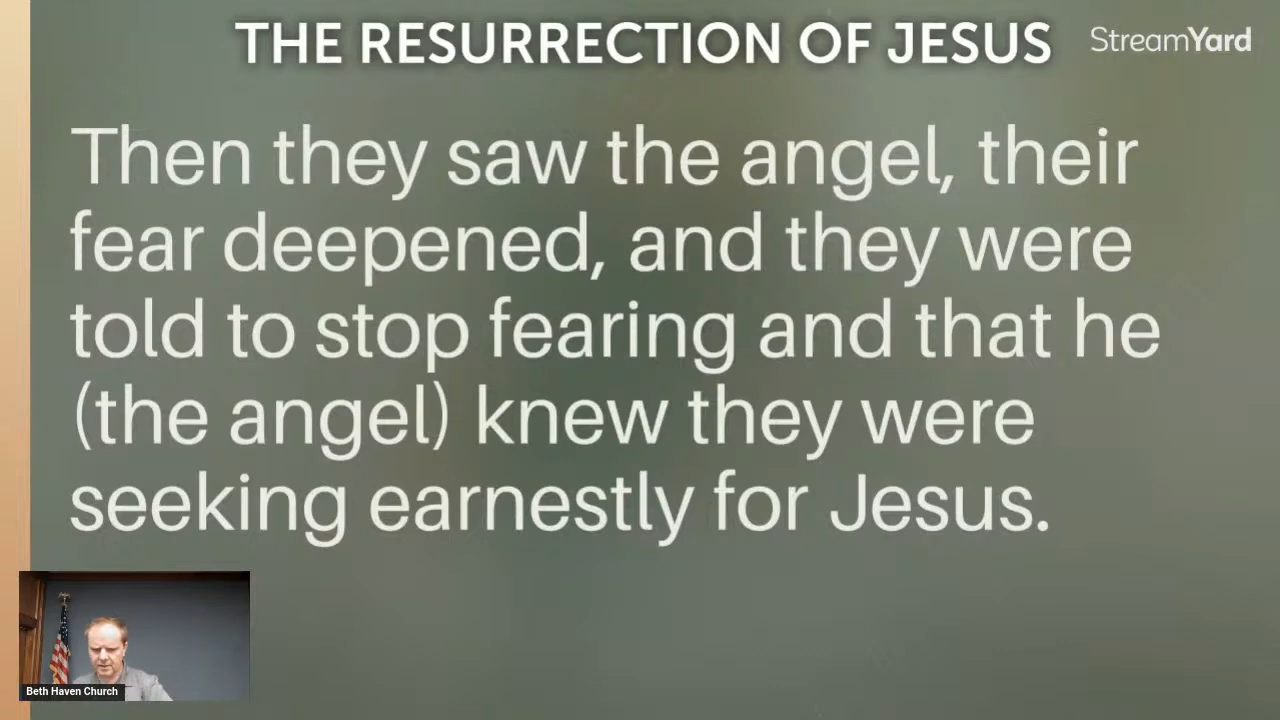 THE RESURRECTION OF JESUS
StreamYard
Then they saw the angel, their
fear deepened, and they were
told to stop fearing and that he
(the angel) knew they were
seeking earnestly for Jesus.
Beth Haven Church